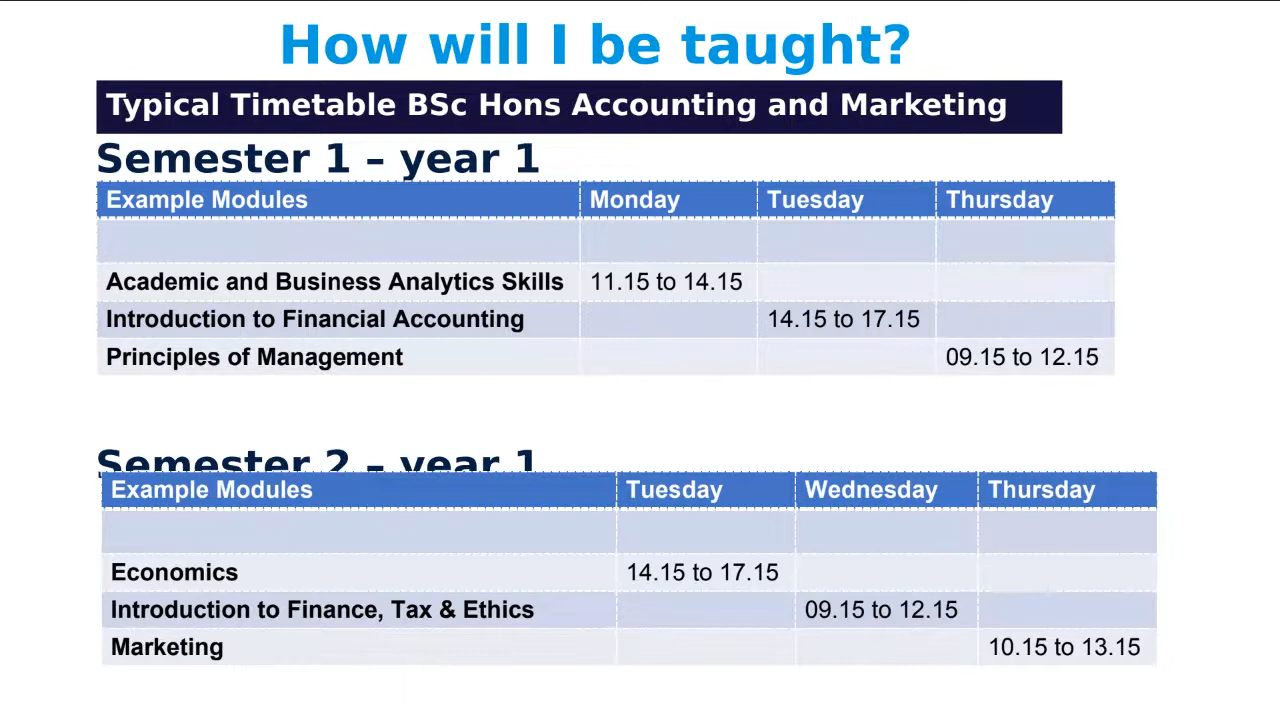 How will I be taught?
Typical Timetable BSc Hons Accounting and Marketing
Semester 1 – year 1
Example Modules Monday Tuesday Thursday
Academic and Business Analytics Skills 11.15 to 14.15
Introduction to Financial Accounting 14.15 to 17.15
Principles of Management 09.15 to 12.15
Semester 2 – year 1
Example Modules Tuesday Wednesday Thursday
Economics 14.15 to 17.15
Introduction to Finance, Tax & Ethics 09.15 to 12.15
Marketing 10.15 to 13.15